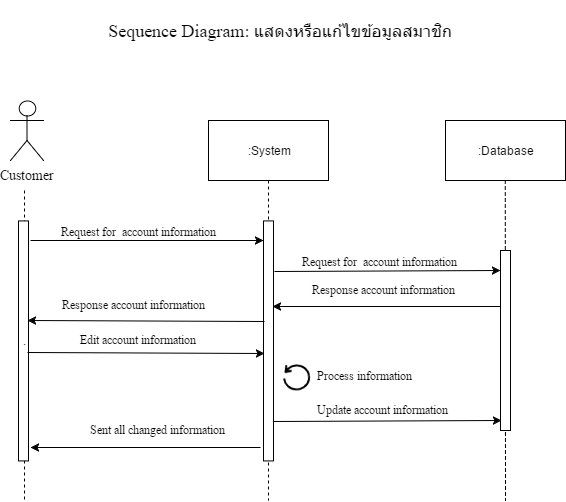 Sequence Diagram: แสดงหรือแก้ไขข้อมูลสมาชิก
:System
:Database
Customer
Request for account information
Request for account information
Response account information
Response account information
Edit account information
Process information
Update account information
Sent all changed information